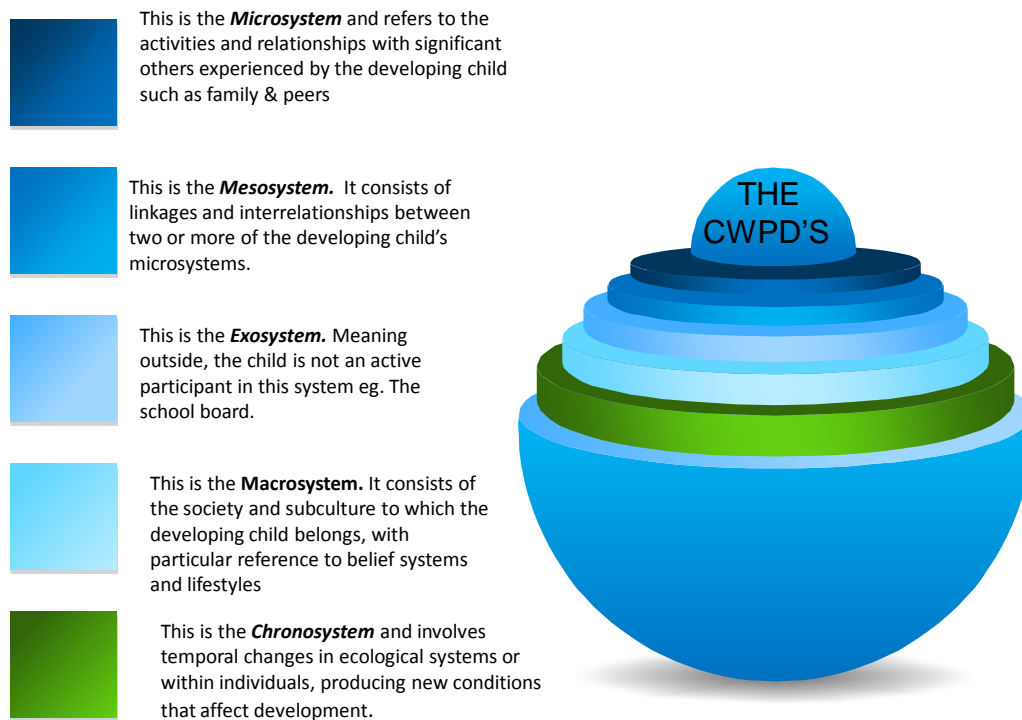 This is the Microsystem and refers to the
activities and relationships with significant
others experienced by the developing child
such as family & peers
This is the Mesosystem.  It consists of
linkages and interrelationships between
two or more of the developing child’s
microsystems.
This is the Exosystem. Meaning
outside, the child is not an active
participant in this system eg. The
school board.
This is the Macrosystem. It consists of
the society and subculture to which the
developing child belongs, with
particular reference to belief systems
and lifestyles
This is the Chronosystem and involves
temporal changes in ecological systems or
within individuals, producing new conditions
that affect development.
THE
CWPD’S